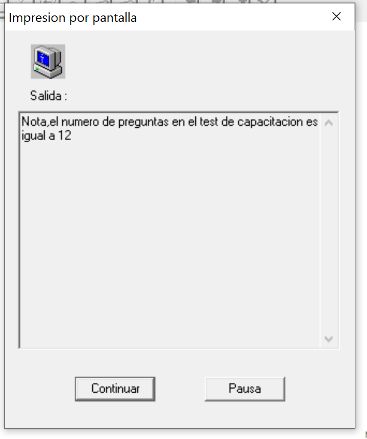 Impresion por pantalla
Salida :
Nota,el numero de preguntas en el test de capacitacion es
igual a 12
Continuar
Pausa